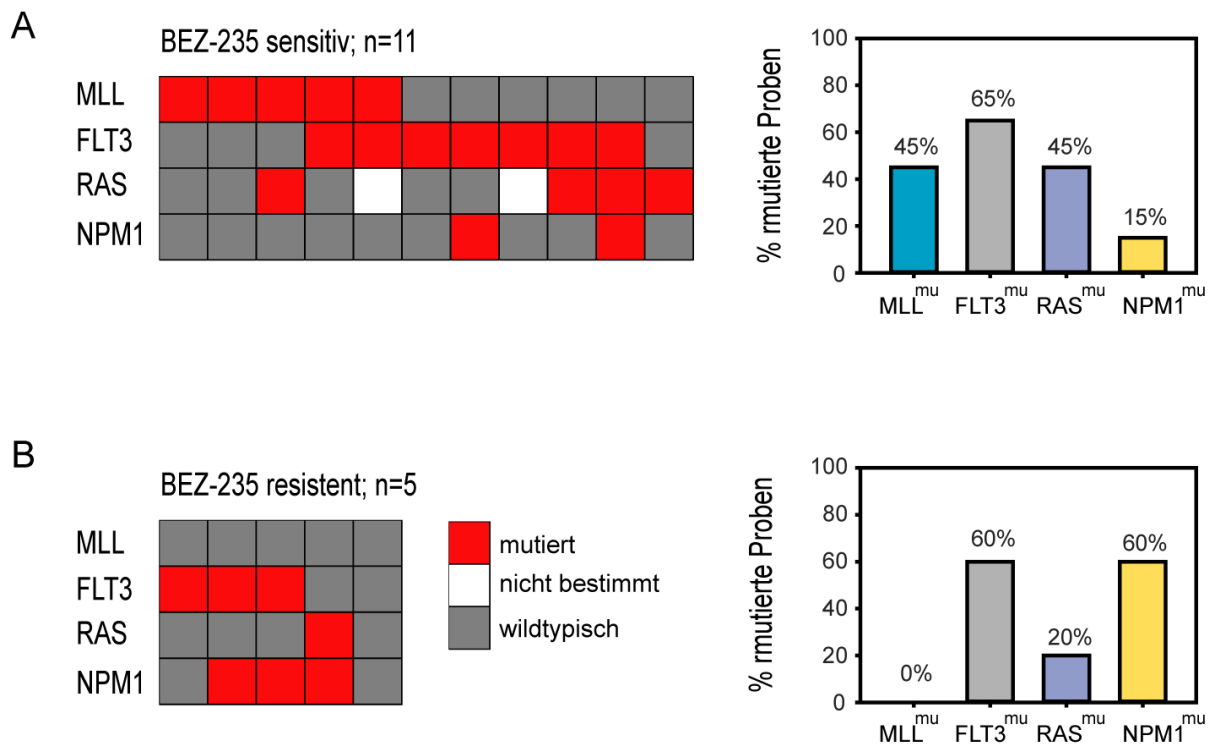 A
BEZ-235 sensitiv; n=11
MLL
FLT3
RAS
NPM1
% rmutierte Proben
100
80
60
40
20
0
45%
65%
45%
15%
MLLmu FLT3mu RASmu NPM1mu
B
BEZ-235 resistent; n=5
MLL
FLT3
RAS
NPM1
mutiert
nicht bestimmt
wildtypisch
% rmutierte Proben
100
80
60
40
20
0
0%
60%
20%
60%
MLLmu FLT3mu RASmu NPM1mu